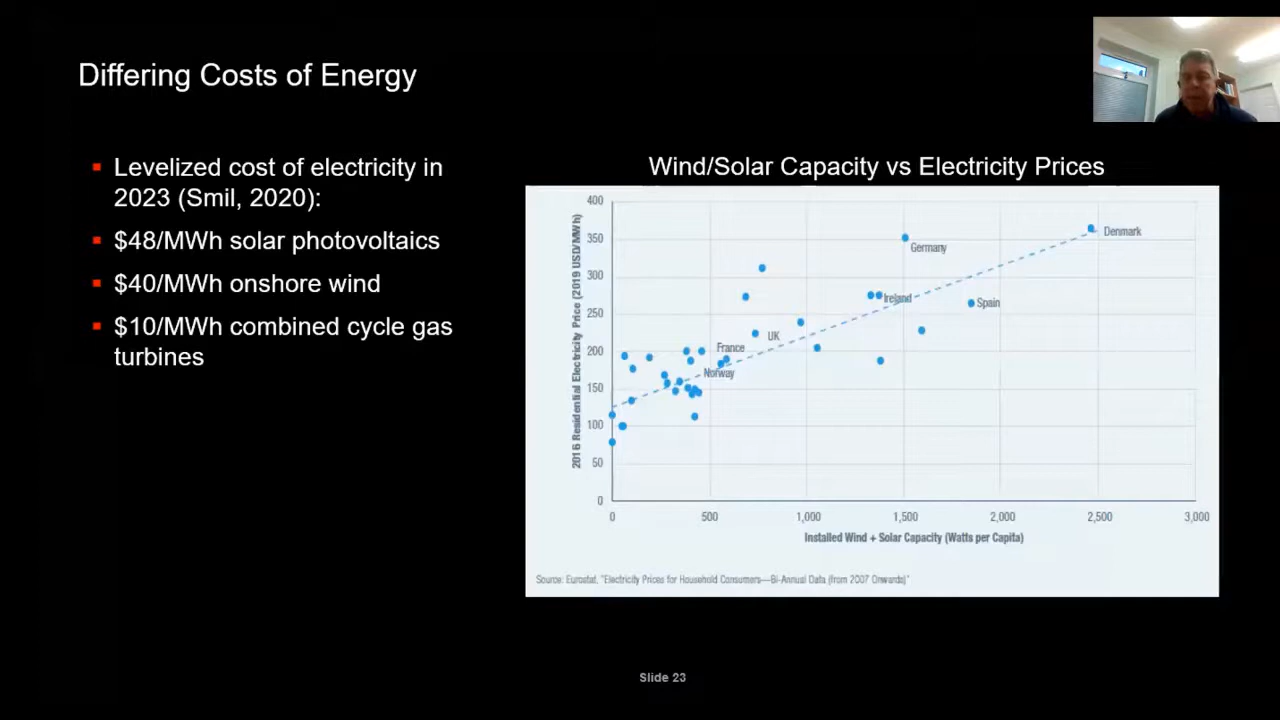 Differing Costs of Energy
Levelized cost of electricity in
2023 (Smil, 2020):
$48/MWh solar photovoltaics
$40/MWh onshore wind
$10/MWh combined cycle gas
turbines
Wind/Solar Capacity vs Electricity Prices
2016 Residential Electricity Price (2019 USD/MWh)
400
350
300
250
200
150
100
50
0
Denmark
Germany
Ireland
Spain
UK
France
Norway
0 500 1,000 1,500 2,000 2,500 3,000
Installed Wind + Solar Capacity (Watts per Capita)
Source: Eurostat, "Electricity Prices for Household Consumers—Bi-Annual Data (from 2007 Onwards)"
Slide 23